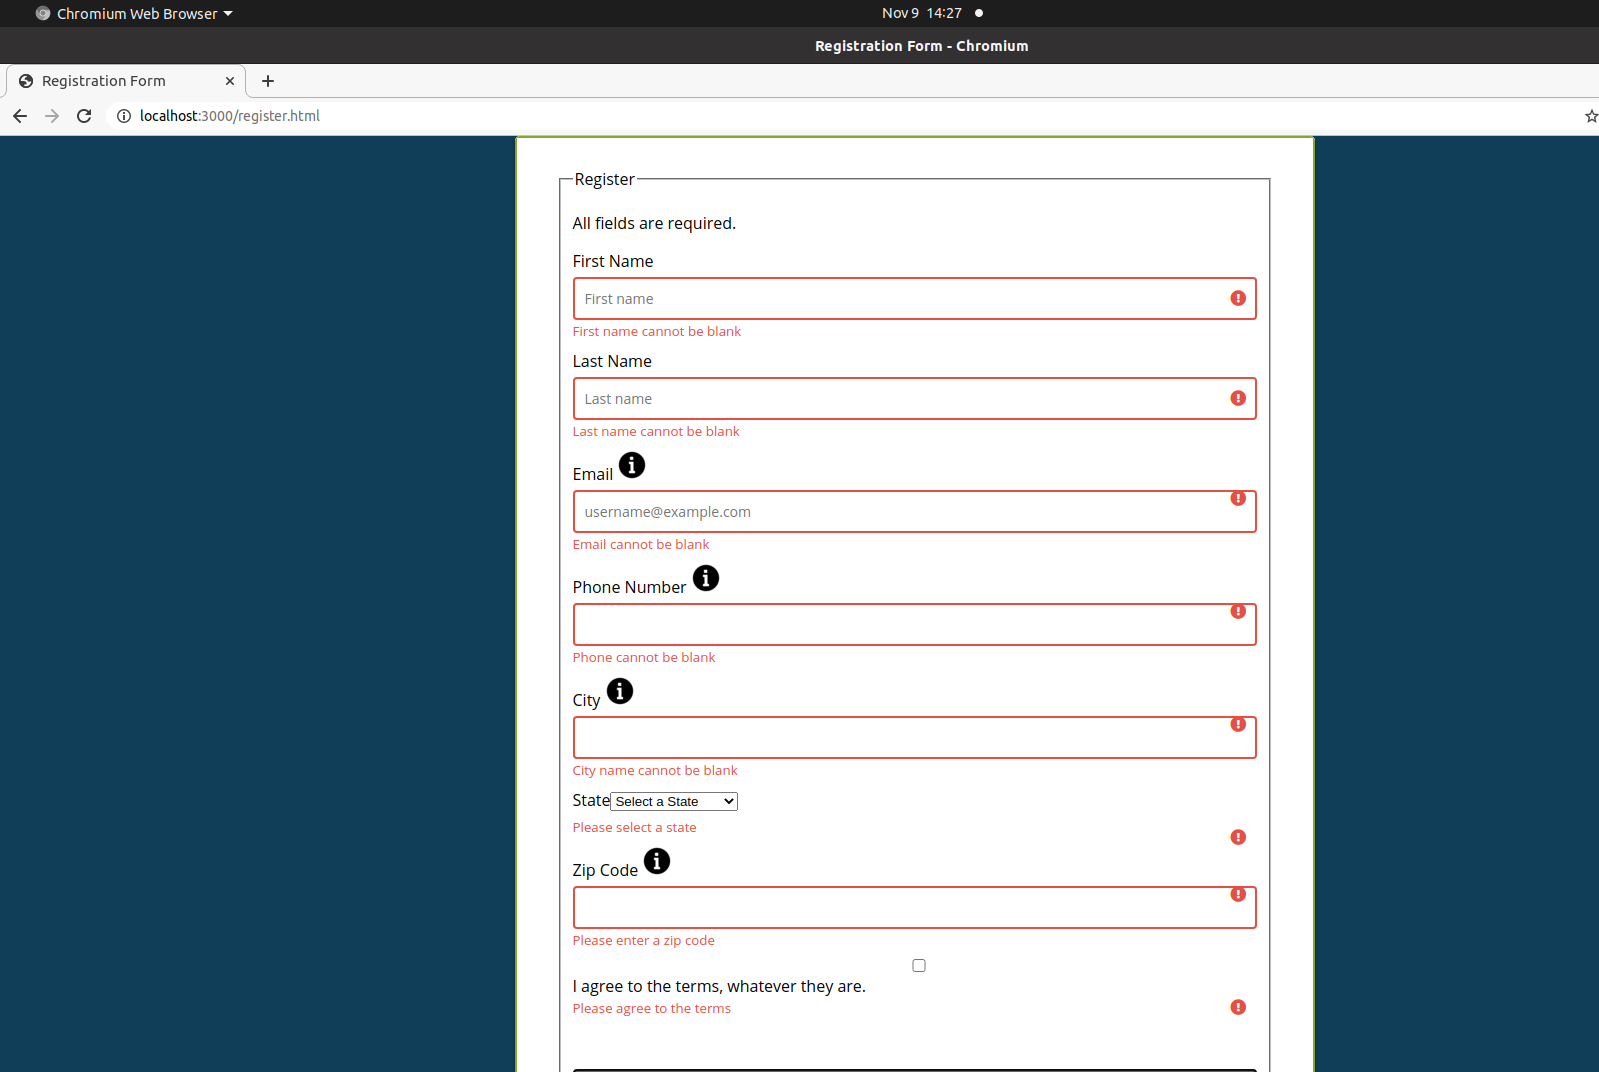 Chromium Web Browser
Nov 9 14:27
Registration Form - Chromium
Registration Form
localhost:3000/register.html
Register
All fields are required.
First Name
First name
First name cannot be blank
Last Name
Last name
Last name cannot be blank
Email
username@example.com
Email cannot be blank
Phone Number
Phone cannot be blank
City
City name cannot be blank
State Select a State
Please select a state
Zip Code
Please enter a zip code
I agree to the terms, whatever they are.
Please agree to the terms